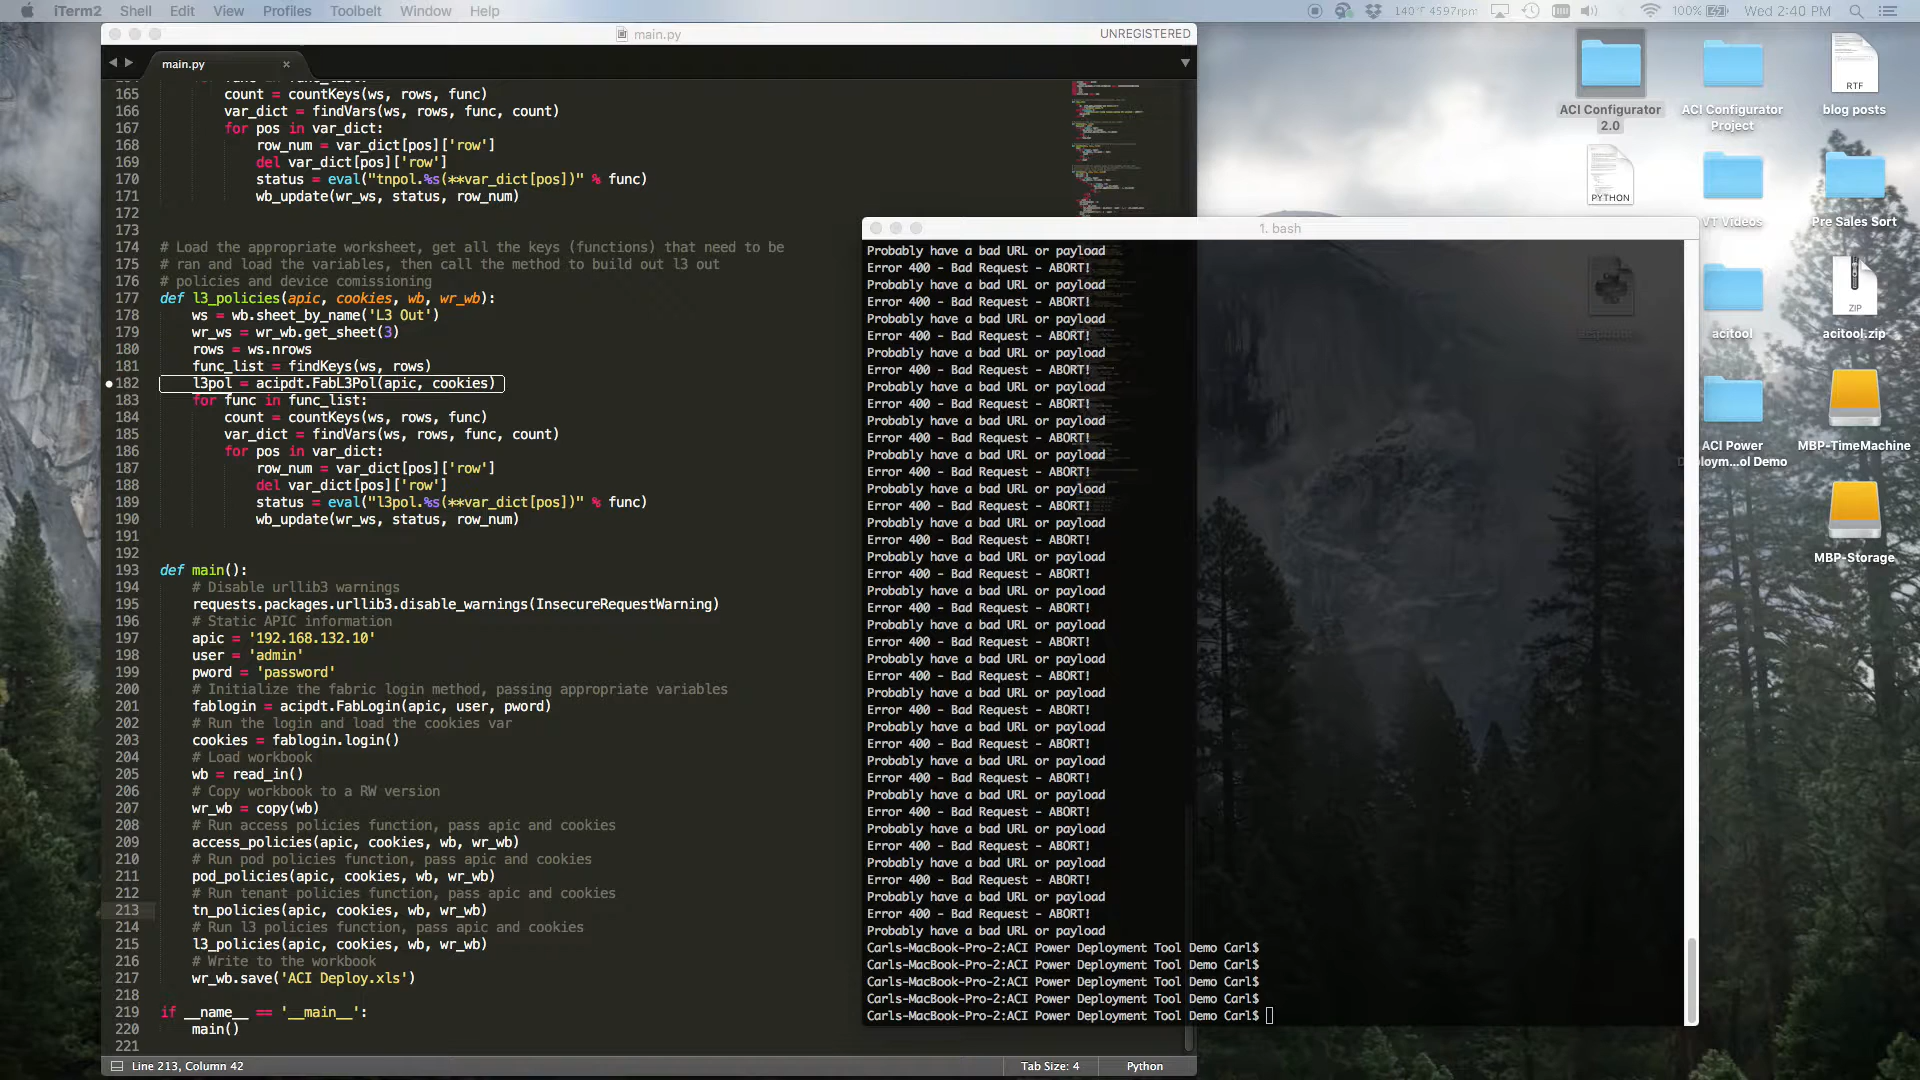 iTerm2 Shell Edit View Profiles Toolbelt Window Help
140°F 4597rpm 100% Wed 2:40 PM
main.py
UNREGISTERED
main.py
165 count = countKeys(ws, rows, func)
166 var_dict = findVars(ws, rows, func, count)
167 for pos in var_dict:
168 row_num = var_dict[pos]['row']
169 del var_dict[pos]['row']
170 status = eval("tnpol.%s(**var_dict[pos])" % func)
171 wb_update(wr_ws, status, row_num)
172
173
174 # Load the appropriate worksheet, get all the keys (functions) that need to be
175 # ran and load the variables, then call the method to build out l3 out
176 # policies and device comissioning
177 def l3_policies(apic, cookies, wb, wr_wb):
178 ws = wb.sheet_by_name('L3 Out')
179 wr_ws = wr_wb.get_sheet(3)
180 rows = ws.nrows
181 func_list = findKeys(ws, rows)
182 l3pol = acipdt.FabL3Pol(apic, cookies)
183 for func in func_list:
184 count = countKeys(ws, rows, func)
185 var_dict = findVars(ws, rows, func, count)
186 for pos in var_dict:
187 row_num = var_dict[pos]['row']
188 del var_dict[pos]['row']
189 status = eval("l3pol.%s(**var_dict[pos])" % func)
190 wb_update(wr_ws, status, row_num)
191
192
193 def main():
194 # Disable urllib3 warnings
195 requests.packages.urllib3.disable_warnings(InsecureRequestWarning)
196 # Static APIC information
197 apic = '192.168.132.10'
198 user = 'admin'
199 pword = 'password'
200 # Initialize the fabric login method, passing appropriate variables
201 fablogin = acipdt.FabLogin(apic, user, pword)
202 # Run the login and load the cookies var
203 cookies = fablogin.login()
204 # Load workbook
205 wb = read_in()
206 # Copy workbook to a RW version
207 wr_wb = copy(wb)
208 # Run access policies function, pass apic and cookies
209 access_policies(apic, cookies, wb, wr_wb)
210 # Run pod policies function, pass apic and cookies
211 pod_policies(apic, cookies, wb, wr_wb)
212 # Run tenant policies function, pass apic and cookies
213 tn_policies(apic, cookies, wb, wr_wb)
214 # Run l3 policies function, pass apic and cookies
215 l3_policies(apic, cookies, wb, wr_wb)
216 # Write to the workbook
217 wr_wb.save('ACI Deploy.xls')
218
219 if __name__ == '__main__':
220 main()
221
Line 213, Column 42
Tab Size: 4
Python
1. bash
Probably have a bad URL or payload
Error 400 - Bad Request - ABORT!
Probably have a bad URL or payload
Error 400 - Bad Request - ABORT!
Probably have a bad URL or payload
Error 400 - Bad Request - ABORT!
Probably have a bad URL or payload
Error 400 - Bad Request - ABORT!
Probably have a bad URL or payload
Error 400 - Bad Request - ABORT!
Probably have a bad URL or payload
Error 400 - Bad Request - ABORT!
Probably have a bad URL or payload
Error 400 - Bad Request - ABORT!
Probably have a bad URL or payload
Error 400 - Bad Request - ABORT!
Probably have a bad URL or payload
Error 400 - Bad Request - ABORT!
Probably have a bad URL or payload
Error 400 - Bad Request - ABORT!
Probably have a bad URL or payload
Error 400 - Bad Request - ABORT!
Probably have a bad URL or payload
Error 400 - Bad Request - ABORT!
Probably have a bad URL or payload
Error 400 - Bad Request - ABORT!
Probably have a bad URL or payload
Error 400 - Bad Request - ABORT!
Probably have a bad URL or payload
Error 400 - Bad Request - ABORT!
Probably have a bad URL or payload
Error 400 - Bad Request - ABORT!
Probably have a bad URL or payload
Error 400 - Bad Request - ABORT!
Probably have a bad URL or payload
Error 400 - Bad Request - ABORT!
Probably have a bad URL or payload
Error 400 - Bad Request - ABORT!
Probably have a bad URL or payload
Error 400 - Bad Request - ABORT!
Probably have a bad URL or payload
Carls-MacBook-Pro-2:ACI Power Deployment Tool Demo Carl$
Carls-MacBook-Pro-2:ACI Power Deployment Tool Demo Carl$
Carls-MacBook-Pro-2:ACI Power Deployment Tool Demo Carl$
Carls-MacBook-Pro-2:ACI Power Deployment Tool Demo Carl$
Carls-MacBook-Pro-2:ACI Power Deployment Tool Demo Carl$
ACI Configurator
2.0
ACI Configurator
Project
RTF
blog posts
PYTHON
VT Videos
Pre Sales Sort
acitool
ZIP
acitool.zip
ACI Power
ploym...ol Demo
MBP-TimeMachine
MBP-Storage